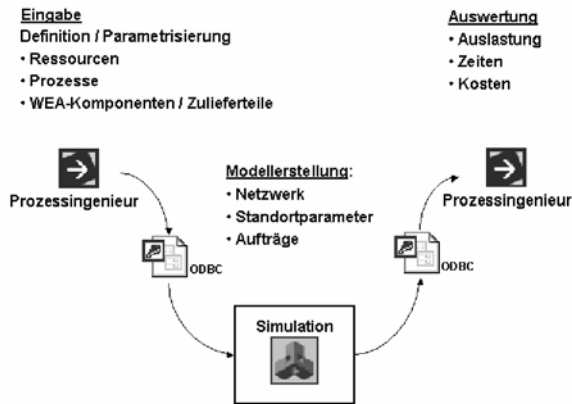 Eingabe
Definition / Parametrisierung
• Ressourcen
• Prozesse
• WEA-Komponenten / Zulieferteile
Auswertung
• Auslastung
• Zeiten
• Kosten
Prozessingenieur
Modellerstellung:
• Netzwerk
• Standortparameter
• Aufträge
Prozessingenieur
ODBC
ODBC
Simulation